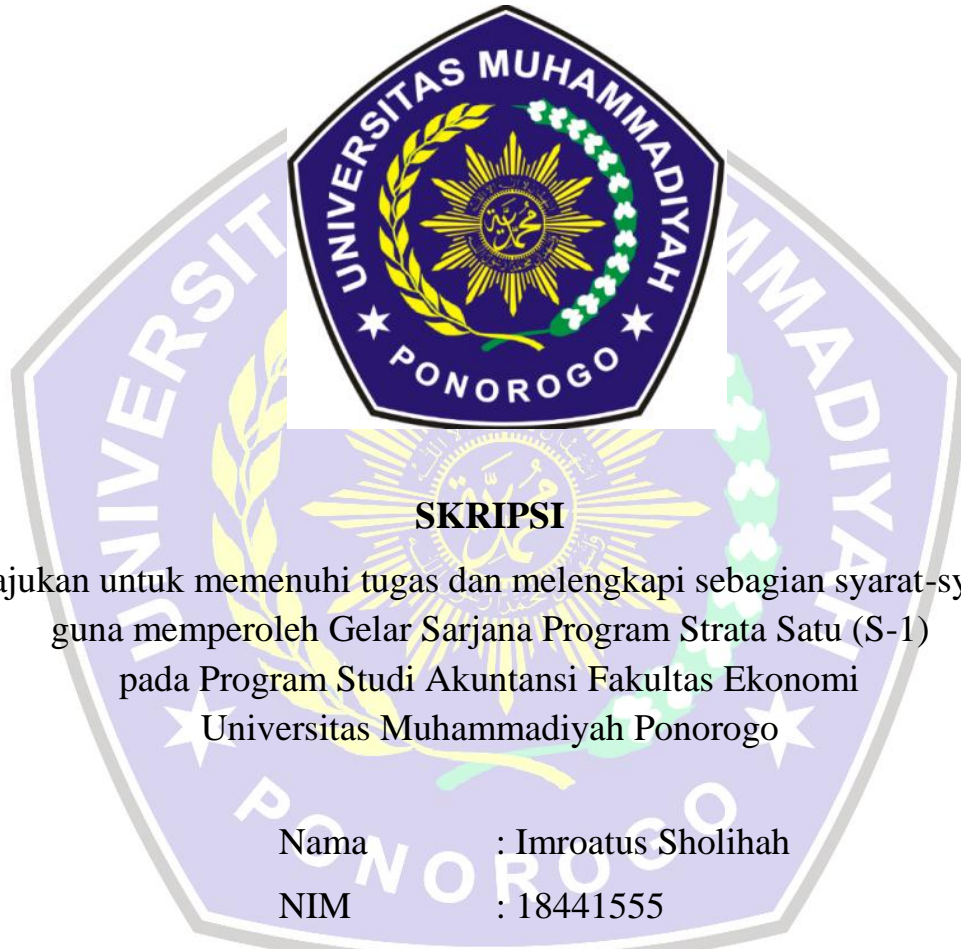 UNIVERSITAS MUHAMMADIYAH
PONOROGO
محمدية
SKRIPSI
ajukan untuk memenuhi tugas dan melengkapi sebagian syarat-sy
guna memperoleh Gelar Sarjana Program Strata Satu (S-1)
pada Program Studi Akuntansi Fakultas Ekonomi
Universitas Muhammadiyah Ponorogo
Nama : Imroatus Sholihah
NIM : 18441555